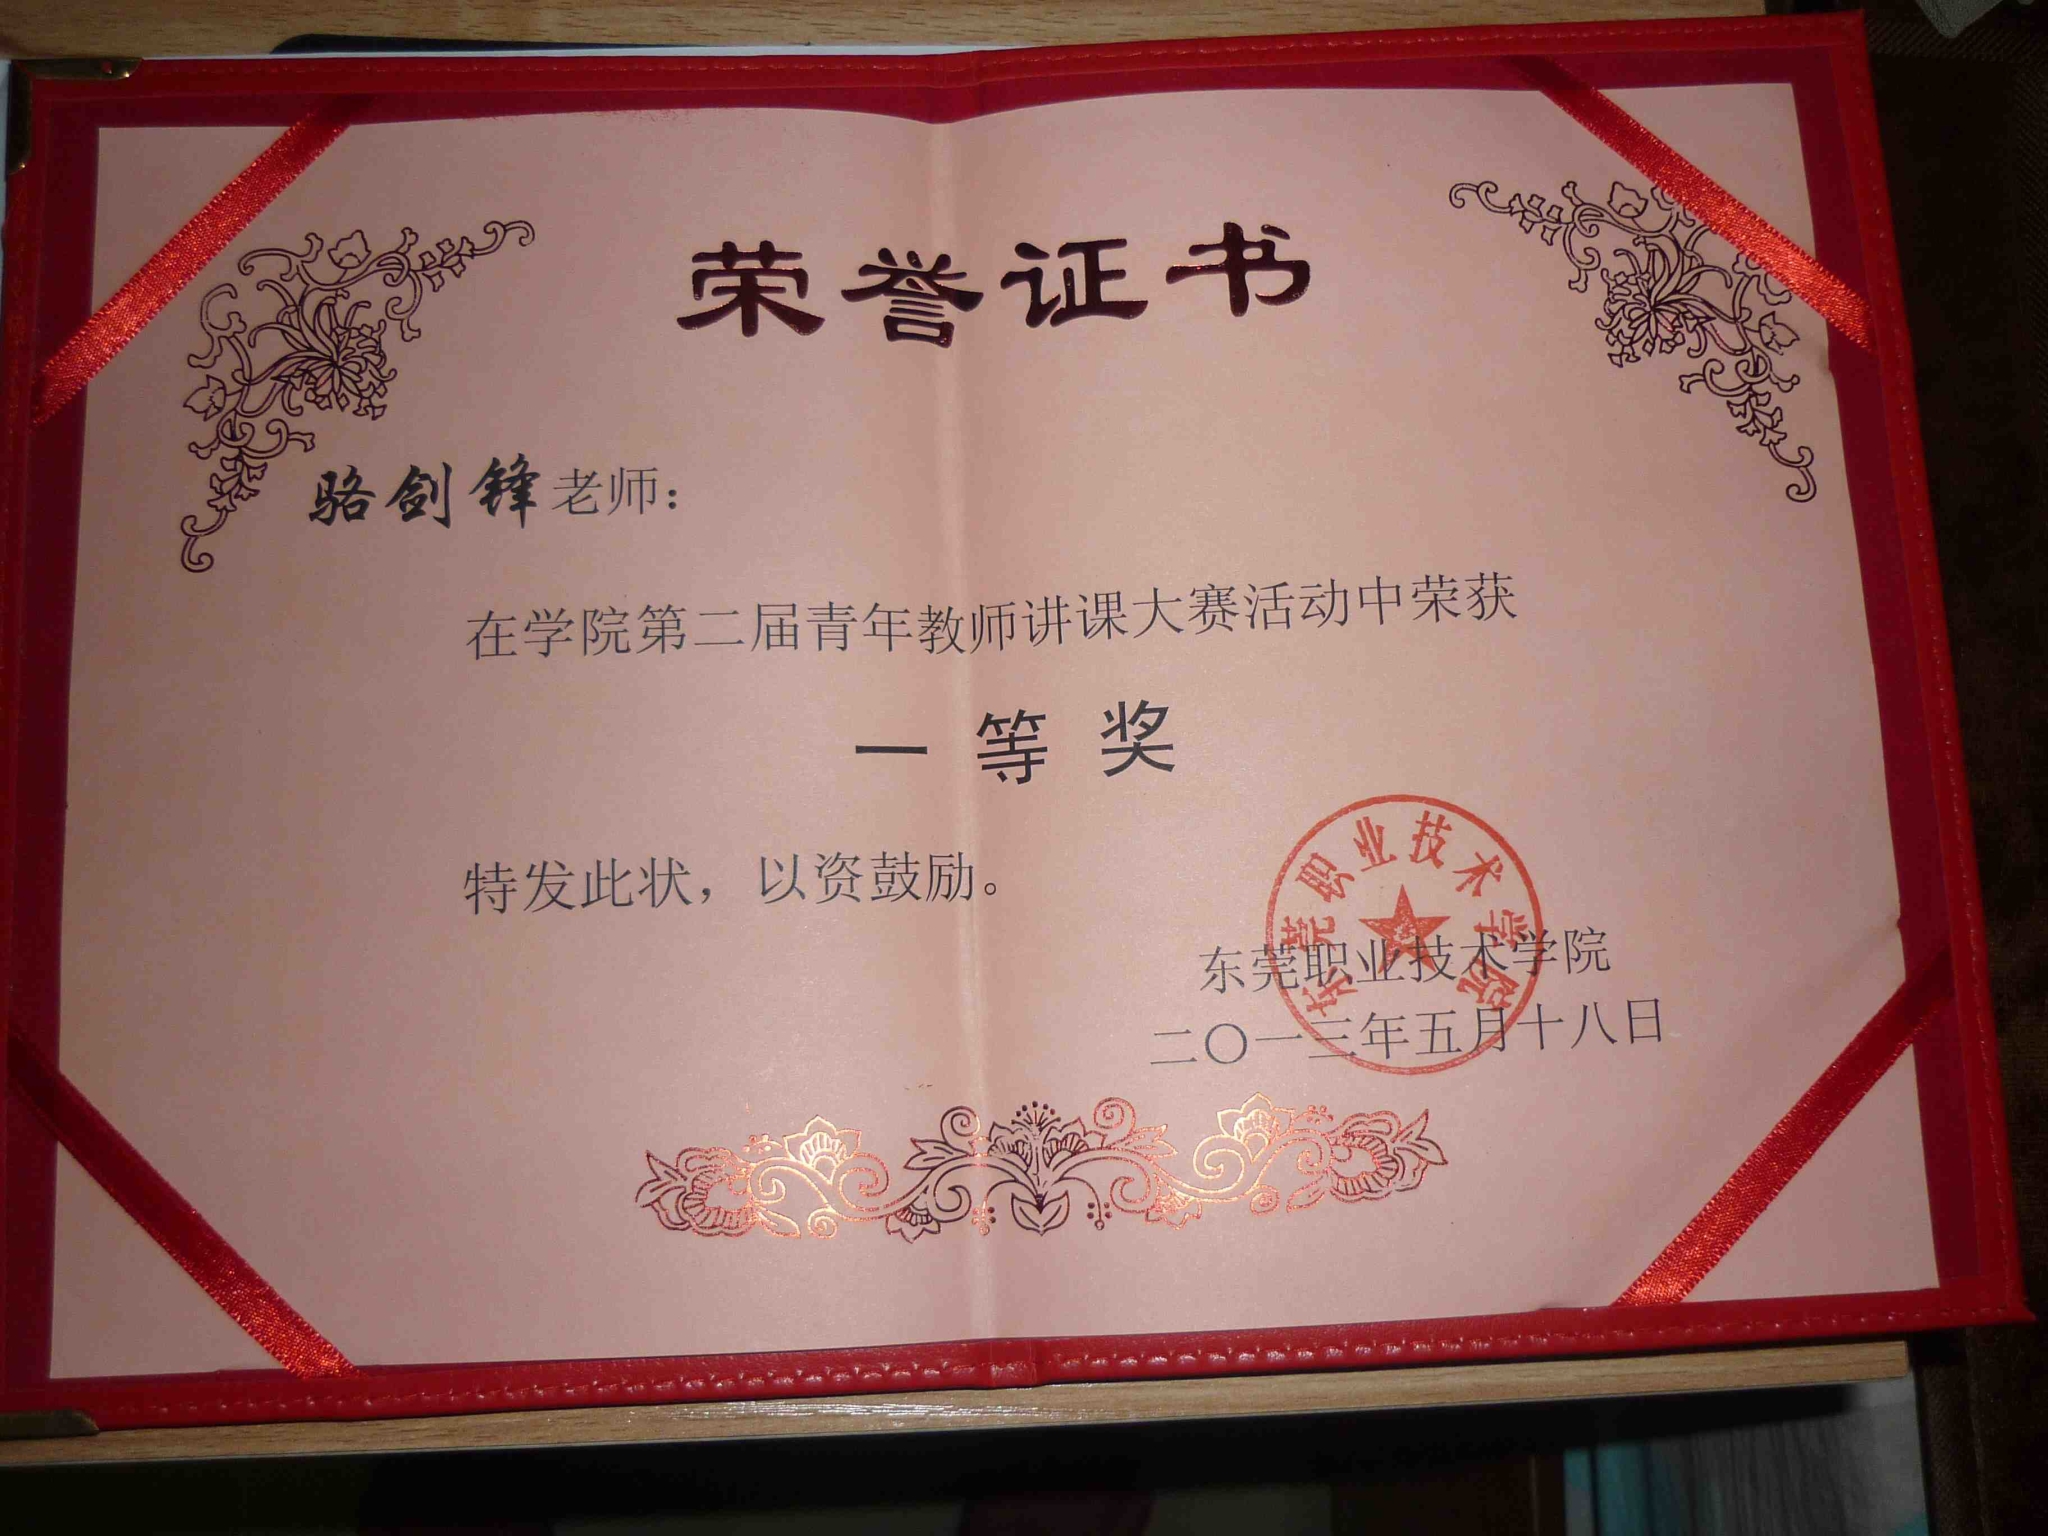 荣誉证书
骆剑锋老师：
在学院第二届青年教师讲课大赛活动中荣获
一等奖
特发此状，以资鼓励。
东莞职业技术学院
东莞职业技术学院
二〇一三年五月十八日